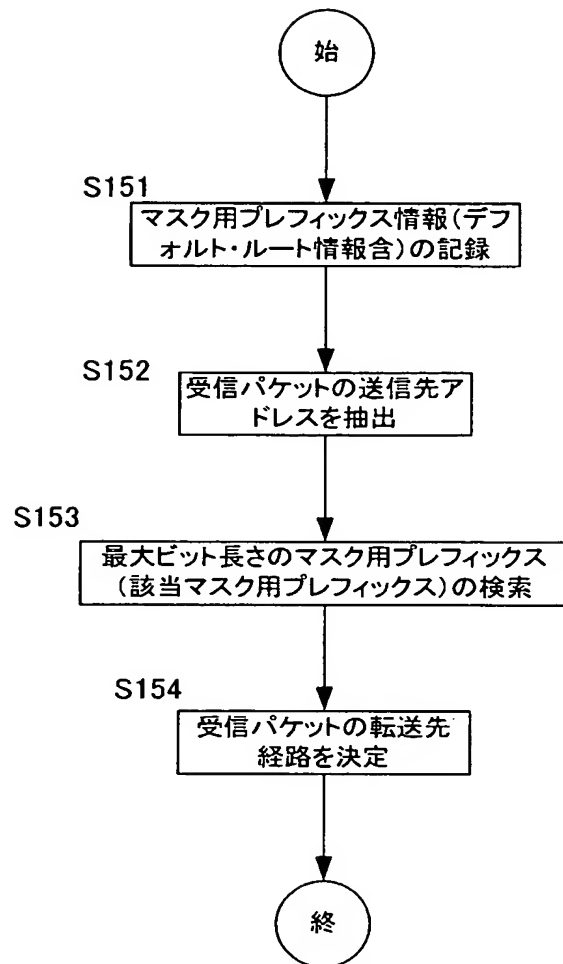 始
S151
マスク用プレフィックス情報(デフ
ォルト・ルート情報含)の記録
S152
受信パケットの送信先ア
ドレスを抽出
S153
最大ビット長さのマスク用プレフィックス
(該当マスク用プレフィックス)の検索
S154
受信パケットの転送先
経路を決定
終